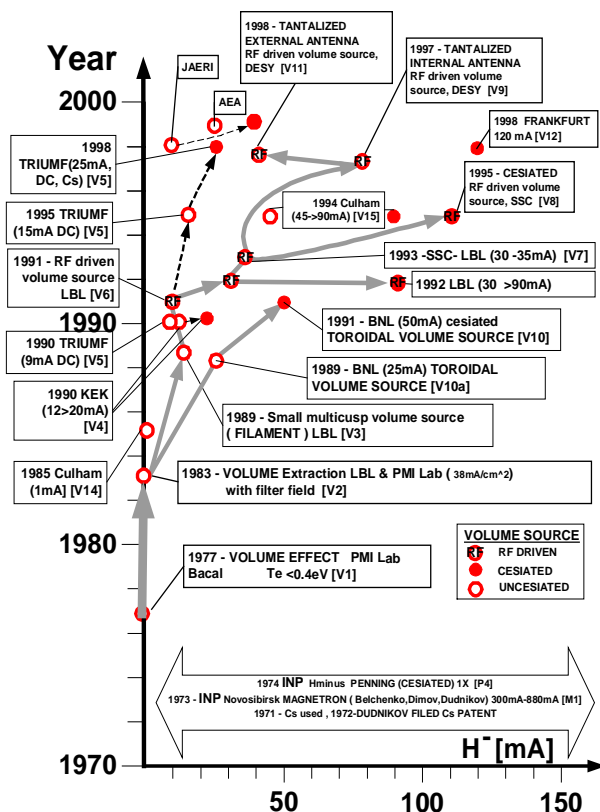 Year
2000
1990
1980
1970
50
100
150
H⁻ [mA]
JAERI
AEA
1998 - TANTALIZED
EXTERNAL ANTENNA
RF driven volume source,
DESY [V11]
1997 - TANTALIZED
INTERNAL ANTENNA
RF driven volume
source, DESY [V9]
1998 FRANKFURT
120 mA [V12]
1998
TRIUMF(25mA,
DC, Cs) [V5]
1995 - CESIATED
RF driven volume
source, SSC [V8]
1994 Culham
(45->90mA) [V15]
1995 TRIUMF
(15mA DC) [V5]
1993 -SSC- LBL (30 -35mA) [V7]
1991 - RF driven
volume source
LBL [V6]
1992 LBL (30 >90mA)
1991 - BNL (50mA) cesiated
TOROIDAL VOLUME SOURCE [V10]
1990 TRIUMF
(9mA DC) [V5]
1989 - BNL (25mA) TOROIDAL
VOLUME SOURCE [V10a]
1990 KEK
(12>20mA)
[V4]
1989 - Small multicusp volume source
( FILAMENT ) LBL [V3]
1985 Culham
(1mA] [V14]
1983 - VOLUME Extraction LBL & PMI Lab ( 38mA/cm^2 )
with filter field [V2]
1977 - VOLUME EFFECT PMI Lab
Bacal Te <0.4eV [V1]
RF
RF
RF
RF
RF
RF
VOLUME SOURCE
RF RF DRIVEN
CESIATED
UNCESIATED
1974 INP Hminus PENNING (CESIATED) 1X [P4]
1973 - INP Novosibirsk MAGNETRON ( Belchenko,Dimov,Dudnikov) 300mA-880mA [M1]
1971 - Cs used , 1972-DUDNIKOV FILED Cs PATENT